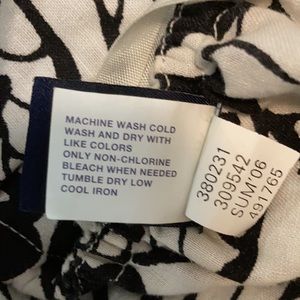 MACHINE WASH COLD
WASH AND DRY WITH
LIKE COLORS
ONLY NON-CHLORINE
BLEACH WHEN NEEDED
TUMBLE DRY LOW
COOL IRON
380231
309542
SUM'06
491765